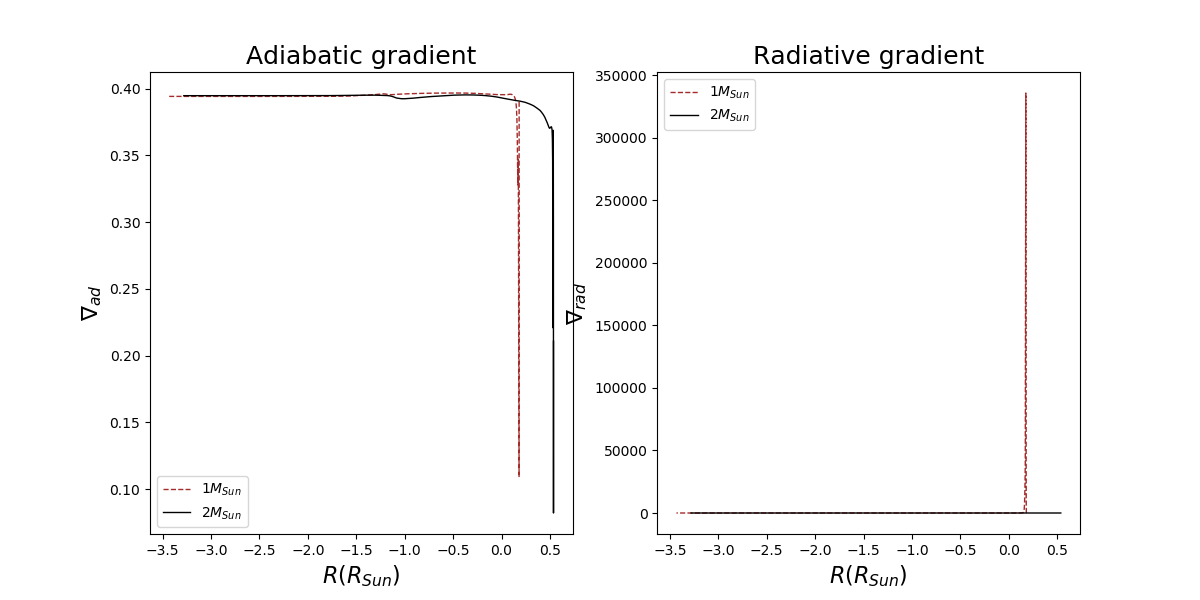 Adiabatic gradient
∇ad
0.40
0.35
0.30
0.25
0.20
0.15
0.10
1MSun
2MSun
−3.5 −3.0 −2.5 −2.0 −1.5 −1.0 −0.5 0.0 0.5
R(RSun)
Radiative gradient
∇rad
350000
300000
250000
200000
150000
100000
50000
0
1MSun
2MSun
−3.5 −3.0 −2.5 −2.0 −1.5 −1.0 −0.5 0.0 0.5
R(RSun)